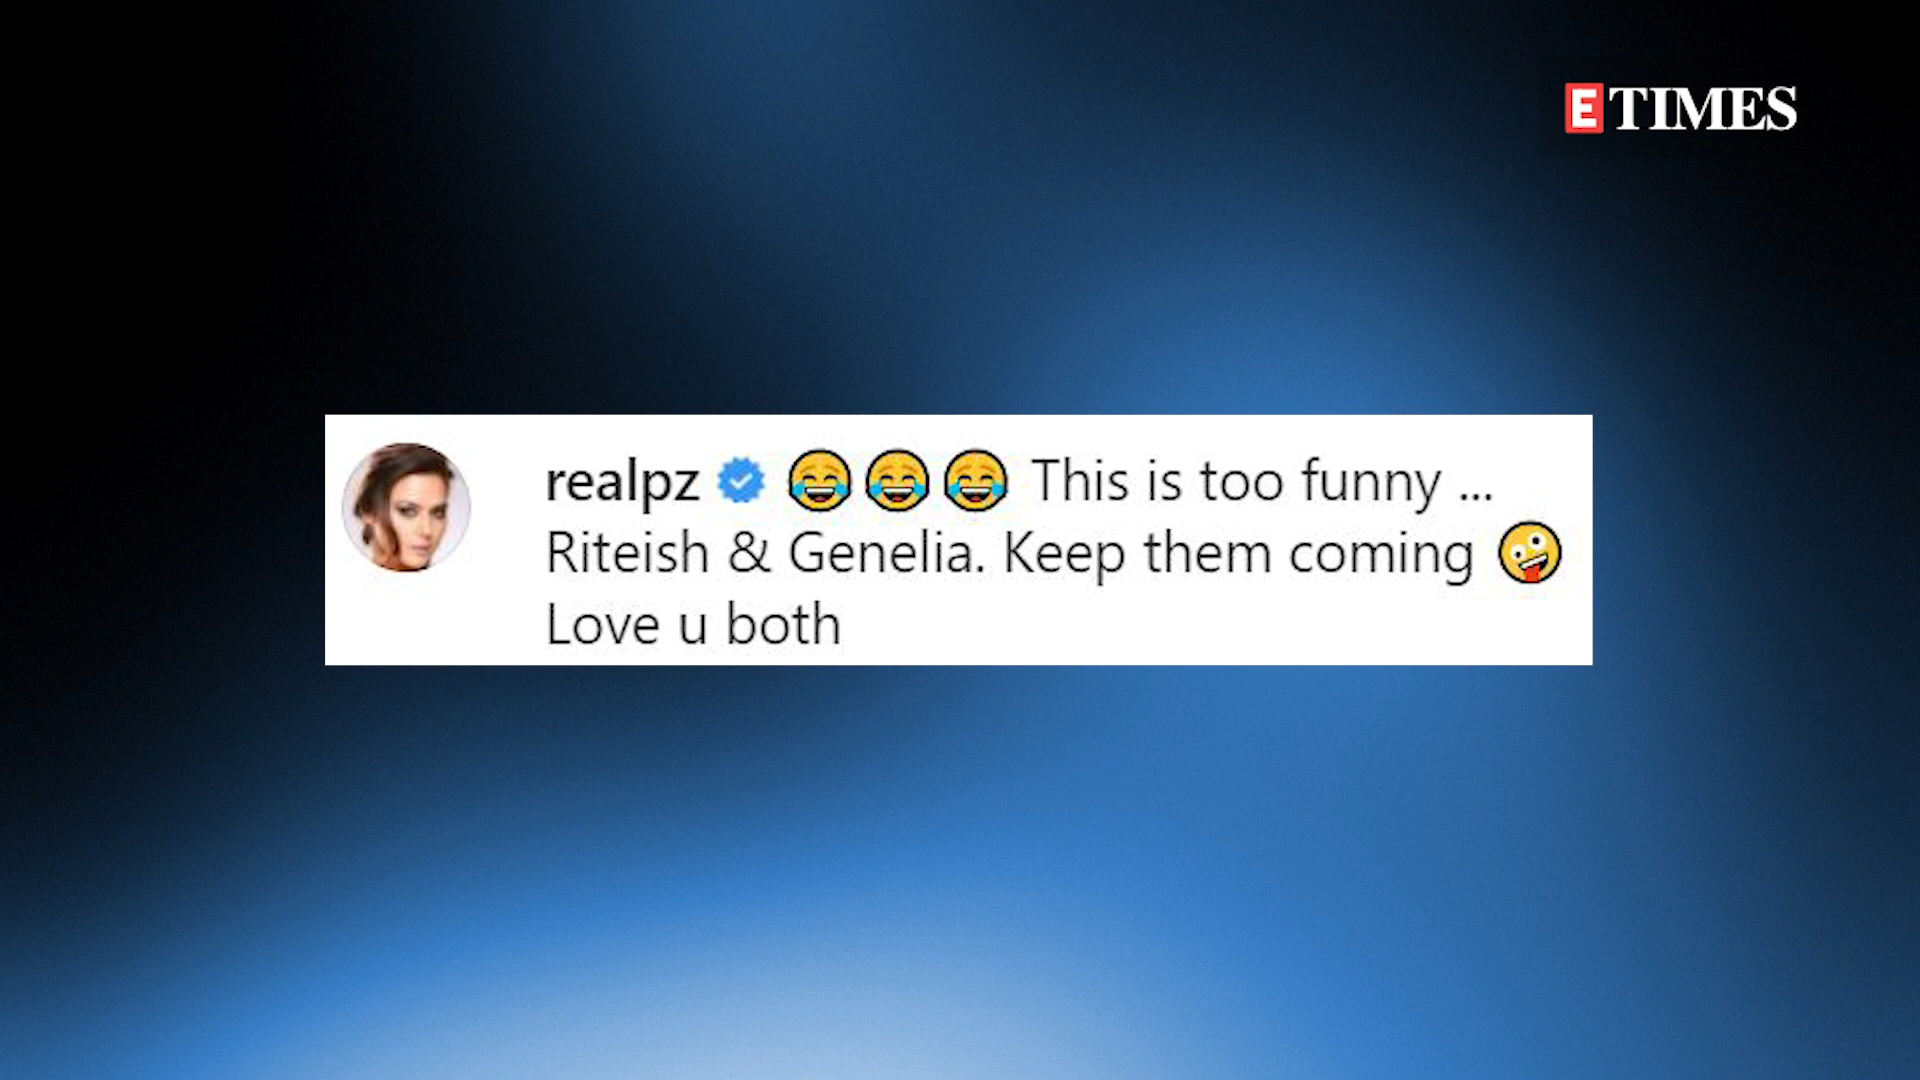 ETIMES
realpz 😂😂😂 This is too funny ...
Riteish & Genelia. Keep them coming 🤪
Love u both